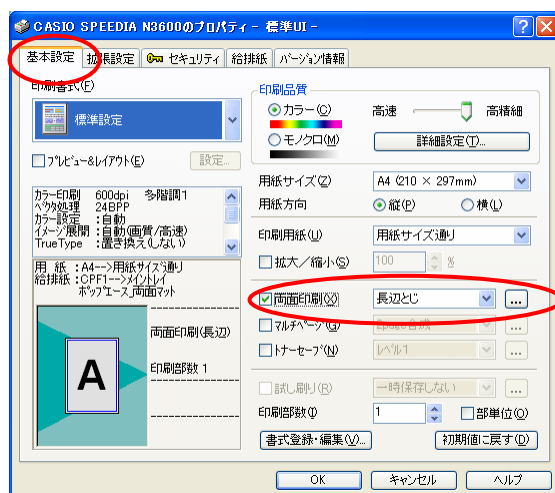 CASIO SPEEDIA N3600のプロパティ - 標準UI -
基本設定 拡張設定 セキュリティ 給排紙 バージョン情報
印刷書式(F)
標準設定
プレビュー&レイアウト(E) 設定...
カラー印刷 600dpi 多階調1
ベクタ処理 24BPP
カラー設定 :自動
イメージ展開 :自動(画質/高速)
TrueType :置き換え(しない)
用 紙 :A4-->用紙サイズ通り
給排紙 :CPF1-->メイントレイ
ポップエース_両面マット
両面印刷(長辺)
A
印刷部数 1
印刷品質
カラー(C) 高速 高精細
モノクロ(M) 詳細設定(T)...
用紙サイズ(Z) A4 (210 × 297mm)
用紙方向 縦(P) 横(L)
印刷用紙(U) 用紙サイズ通り
拡大/縮小(S) 100 %
両面印刷(X) 長辺とじ ...
マルチページ(G) 2page合成 ...
トナーセーブ(N) レベル1 ...
試し刷り(R) 一時保存しない ...
印刷部数(I) 1 部単位(O)
書式登録・編集(V)... 初期値に戻す(D)
OK キャンセル ヘルプ